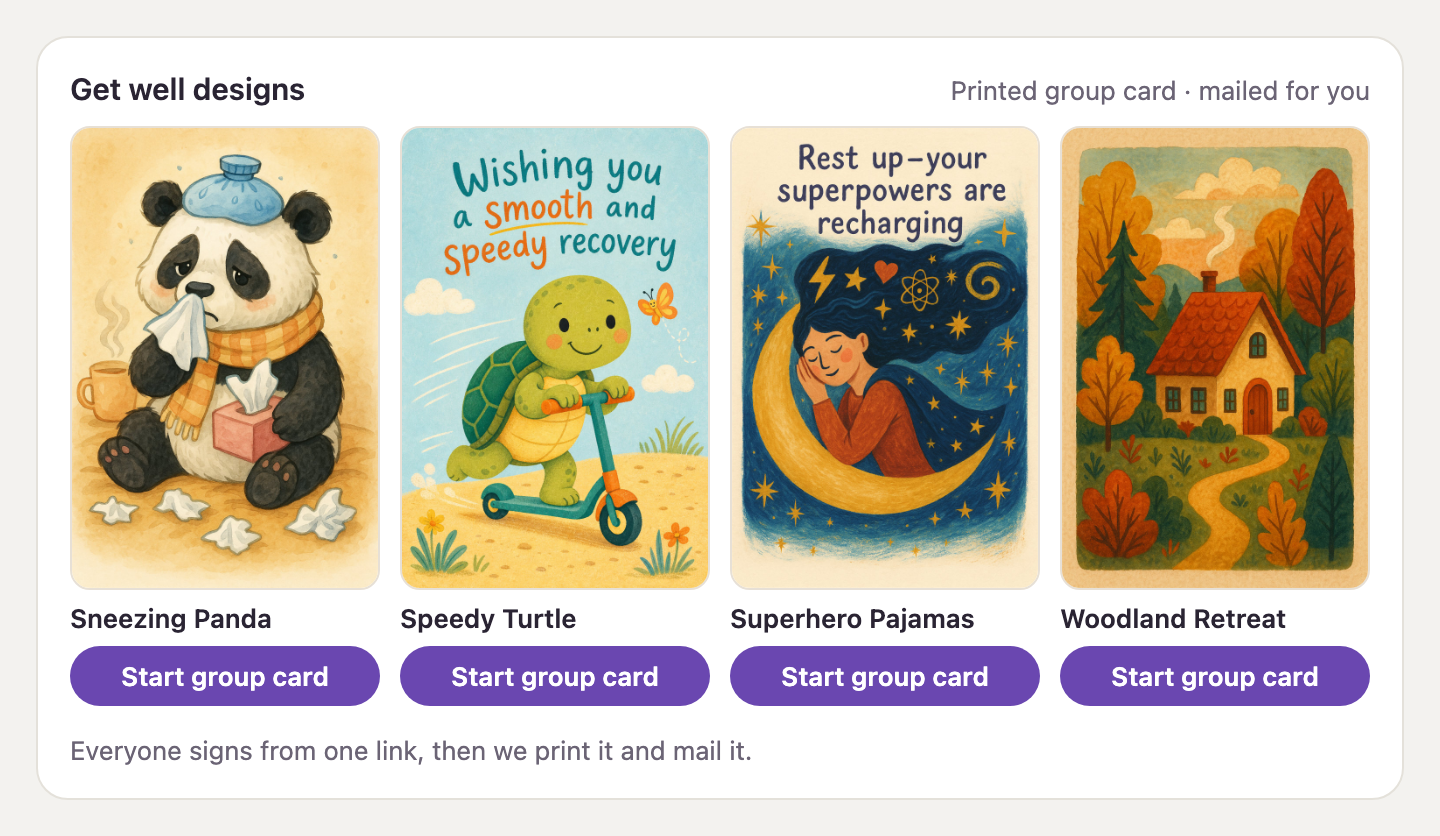 Get well designs
Printed group card · mailed for you
Wishing you
a smooth and
speedy recovery
Rest up–your
superpowers are
recharging
Sneezing Panda
Speedy Turtle
Superhero Pajamas
Woodland Retreat
Start group card
Start group card
Start group card
Start group card
Everyone signs from one link, then we print it and mail it.